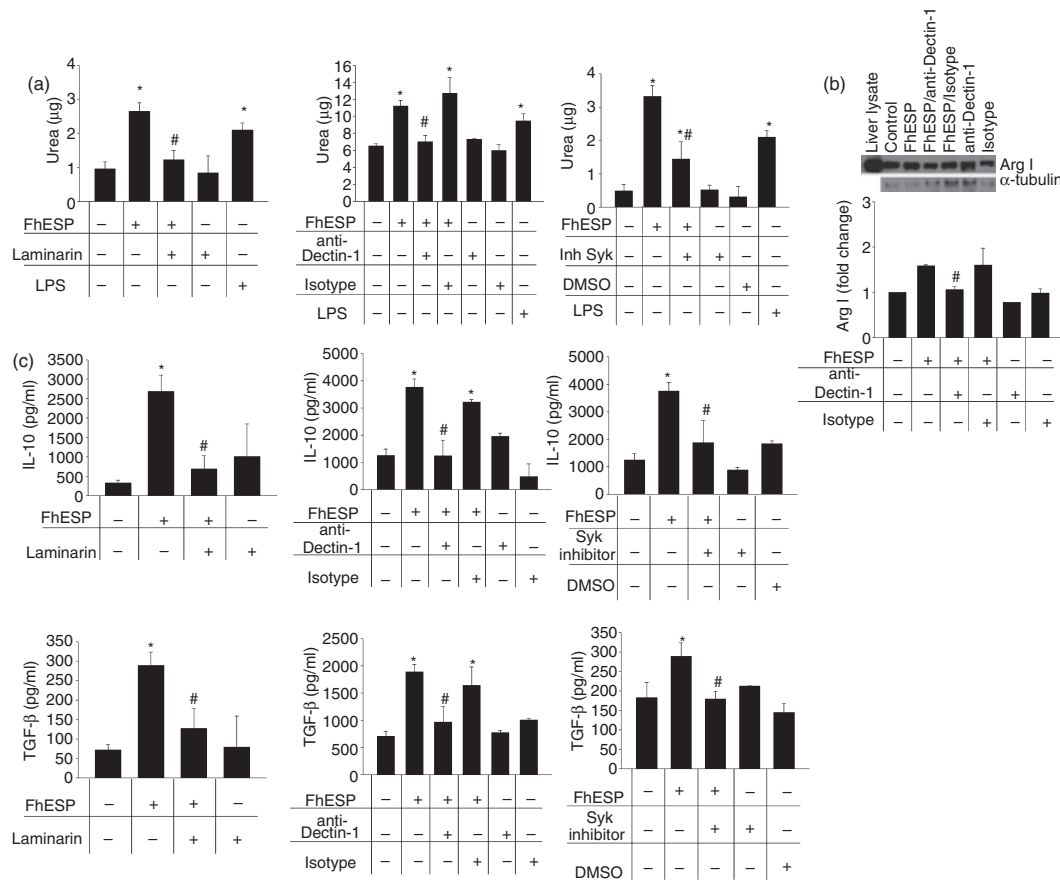 (a)
Urea (μg)
4
3
2
1
0
* # *
FhESP – + + – –
Laminarin – – + + –
LPS – – – – +
Urea (μg)
16
14
12
10
8
6
4
2
0
* # * *
FhESP – + + + – – –
anti-
Dectin-1 – – + – + – –
Isotype – – – + – + –
LPS – – – – – – +
Urea (μg)
4
2
0
* *# *
FhESP – + + – – –
Inh Syk – – + + – –
DMSO – – – – + –
LPS – – – – – +
(b)
Liver lysate
Control
FhESP
FhESP/anti-Dectin-1
FhESP/Isotype
anti-Dectin-1
Isotype
Arg I
α-tubulin
Arg I (fold change)
3
2
1
0
#
FhESP – + + + – –
anti-
Dectin-1 – – + – + –
Isotype – – – + – +
(c)
IL-10 (pg/ml)
3500
3000
2500
2000
1500
1000
500
0
* #
FhESP – + + –
Laminarin – – + +
IL-10 (pg/ml)
5000
4000
3000
2000
1000
0
* # *
FhESP – + + + – –
anti-
Dectin-1 – – + – + –
Isotype – – – + – +
IL-10 (pg/ml)
5000
4000
3000
2000
1000
0
* #
FhESP – + + – –
Syk
inhibitor – – + + –
DMSO – – – – +
TGF-β (pg/ml)
350
300
250
200
150
100
50
0
* #
FhESP – + + –
Laminarin – – + +
TGF-β (pg/ml)
2500
2000
1500
1000
500
0
* # *
FhESP – + + + – –
anti-
Dectin-1 – – + – + –
Isotype – – – + – +
TGF-β (pg/ml)
350
300
250
200
150
100
50
0
* #
FhESP – + + – –
Syk
inhibitor – – + + –
DMSO – – – – +